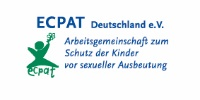 ECPAT Deutschland e.V.
Arbeitsgemeinschaft zum
Schutz der Kinder
vor sexueller Ausbeutung
ecpat